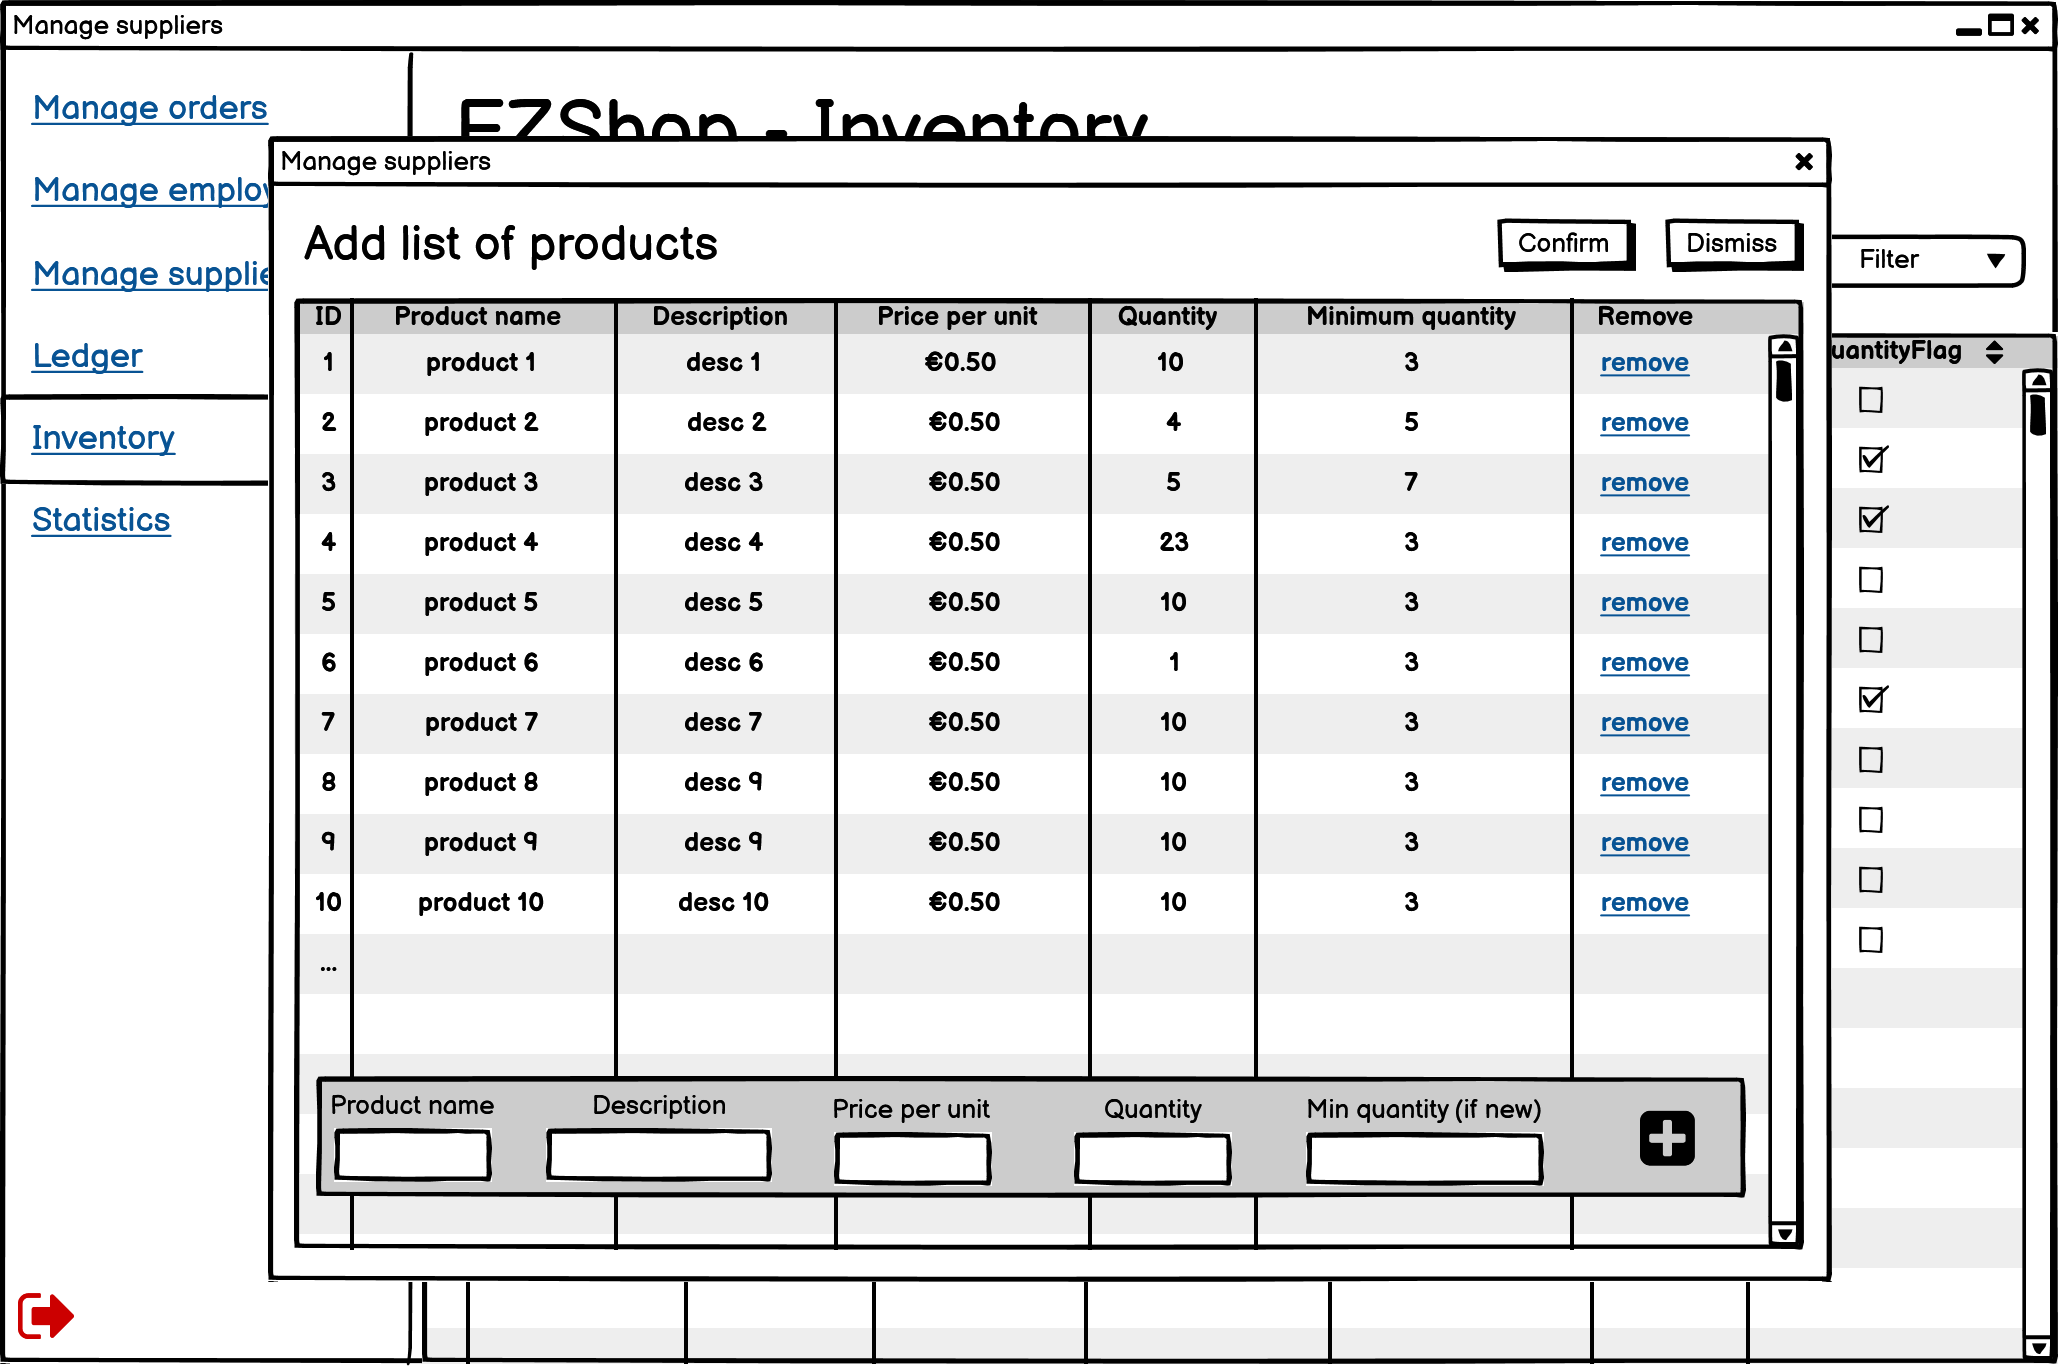 Manage suppliers
Manage orders
EZShop - Inventory
Manage suppliers
Manage employ
Add list of products
Confirm
Dismiss
Manage supplie
Filter
ID Product name Description Price per unit Quantity Minimum quantity Remove
uantityFlag
1 product 1 desc 1 €0.50 10 3 remove
Ledger
2 product 2 desc 2 €0.50 4 5 remove
Inventory
3 product 3 desc 3 €0.50 5 7 remove
Statistics
4 product 4 desc 4 €0.50 23 3 remove
5 product 5 desc 5 €0.50 10 3 remove
6 product 6 desc 6 €0.50 1 3 remove
7 product 7 desc 7 €0.50 10 3 remove
8 product 8 desc 9 €0.50 10 3 remove
9 product 9 desc 9 €0.50 10 3 remove
10 product 10 desc 10 €0.50 10 3 remove
...
Product name Description Price per unit Quantity Min quantity (if new)